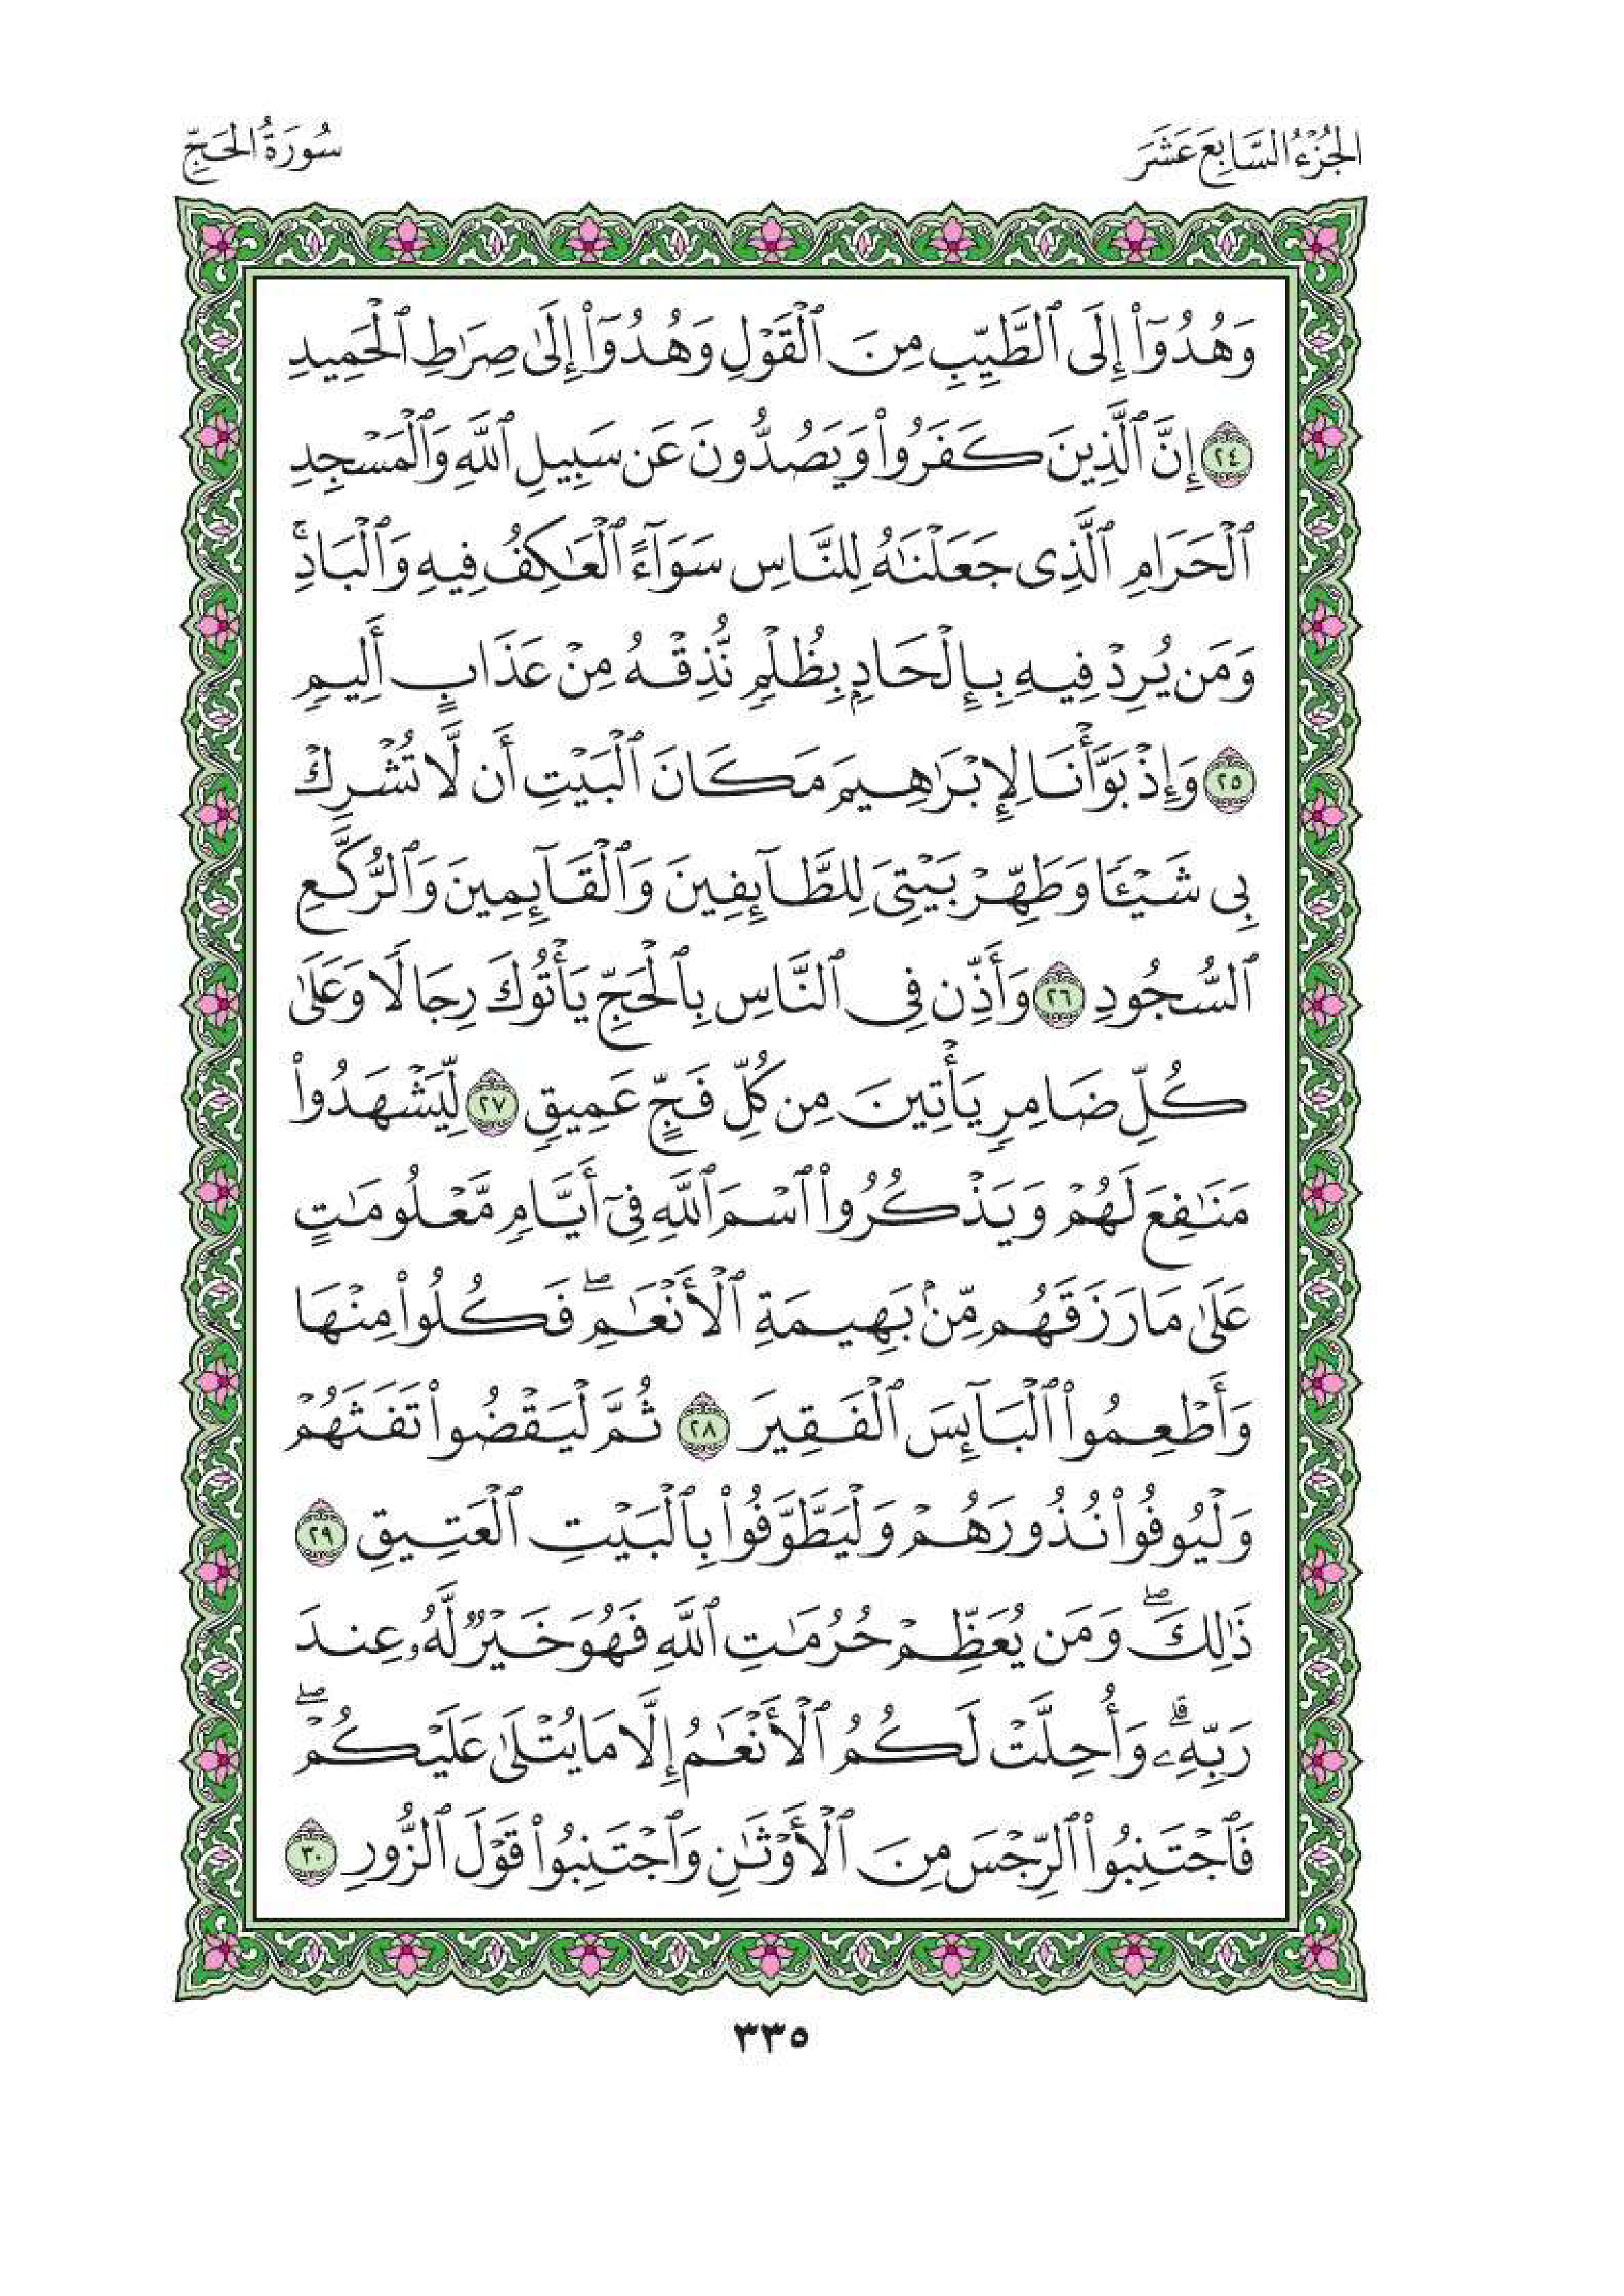 الجُزْءُ السَّابِعَ عَشَرَ
سُورَةُ الحَجِّ
وَهُدُوٓاْ إِلَى ٱلطَّيِّبِ مِنَ ٱلْقَوْلِ وَهُدُوٓاْ إِلَىٰ صِرَٰطِ ٱلْحَمِيدِ
٢٤ إِنَّ ٱلَّذِينَ كَفَرُواْ وَيَصُدُّونَ عَن سَبِيلِ ٱللَّهِ وَٱلْمَسْجِدِ
ٱلْحَرَامِ ٱلَّذِى جَعَلْنَٰهُ لِلنَّاسِ سَوَآءً ٱلْعَٰكِفُ فِيهِ وَٱلْبَادِۚ
وَمَن يُرِدْ فِيهِ بِإِلْحَادٍۭ بِظُلْمٍ نُّذِقْهُ مِنْ عَذَابٍ أَلِيمٍ
٢٥ وَإِذْ بَوَّأْنَا لِإِبْرَٰهِيمَ مَكَانَ ٱلْبَيْتِ أَن لَّا تُشْرِكْ
بِى شَيْـًٔا وَطَهِّرْ بَيْتِىَ لِلطَّآئِفِينَ وَٱلْقَآئِمِينَ وَٱلرُّكَّعِ
ٱلسُّجُودِ ٢٦ وَأَذِّن فِى ٱلنَّاسِ بِٱلْحَجِّ يَأْتُوكَ رِجَالًا وَعَلَىٰ
كُلِّ ضَامِرٍ يَأْتِينَ مِن كُلِّ فَجٍّ عَمِيقٍ ٢٧ لِّيَشْهَدُواْ
مَنَٰفِعَ لَهُمْ وَيَذْكُرُواْ ٱسْمَ ٱللَّهِ فِىٓ أَيَّامٍ مَّعْلُومَٰتٍ
عَلَىٰ مَا رَزَقَهُم مِّنۢ بَهِيمَةِ ٱلْأَنْعَٰمِۖ فَكُلُواْ مِنْهَا
وَأَطْعِمُواْ ٱلْبَآئِسَ ٱلْفَقِيرَ ٢٨ ثُمَّ لْيَقْضُواْ تَفَثَهُمْ
وَلْيُوفُواْ نُذُورَهُمْ وَلْيَطَّوَّفُواْ بِٱلْبَيْتِ ٱلْعَتِيقِ ٢٩
ذَٰلِكَۖ وَمَن يُعَظِّمْ حُرُمَٰتِ ٱللَّهِ فَهُوَ خَيْرٌ لَّهُۥ عِندَ
رَبِّهِۦۗ وَأُحِلَّتْ لَكُمُ ٱلْأَنْعَٰمُ إِلَّا مَا يُتْلَىٰ عَلَيْكُمْۖ
فَٱجْتَنِبُواْ ٱلرِّجْسَ مِنَ ٱلْأَوْثَٰنِ وَٱجْتَنِبُواْ قَوْلَ ٱلزُّورِ ٣٠
٣٣٥